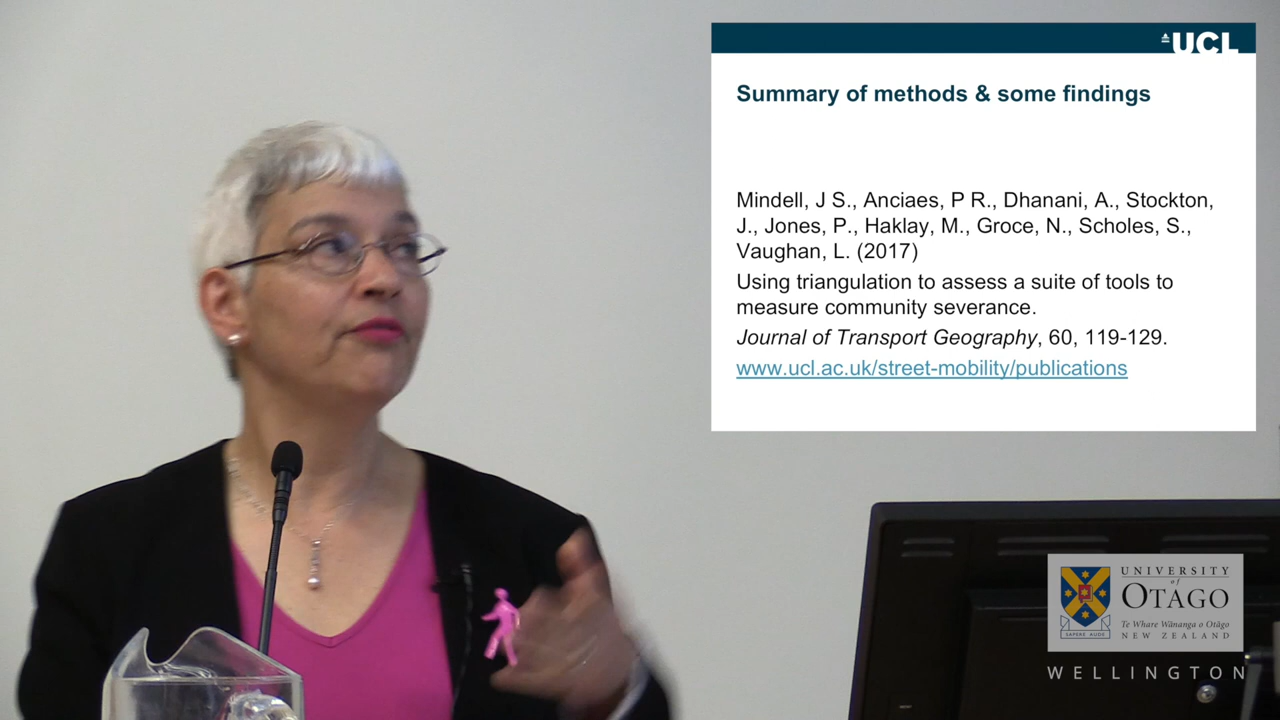 UCL
Summary of methods & some findings
Mindell, J S., Anciaes, P R., Dhanani, A., Stockton,
J., Jones, P., Haklay, M., Groce, N., Scholes, S.,
Vaughan, L. (2017)
Using triangulation to assess a suite of tools to
measure community severance.
Journal of Transport Geography, 60, 119-129.
www.ucl.ac.uk/street-mobility/publications
UNIVERSITY
of
OTAGO
Te Whare Wānanga o Otāgo
NEW ZEALAND
SAPERE AUDE
WELLINGTON